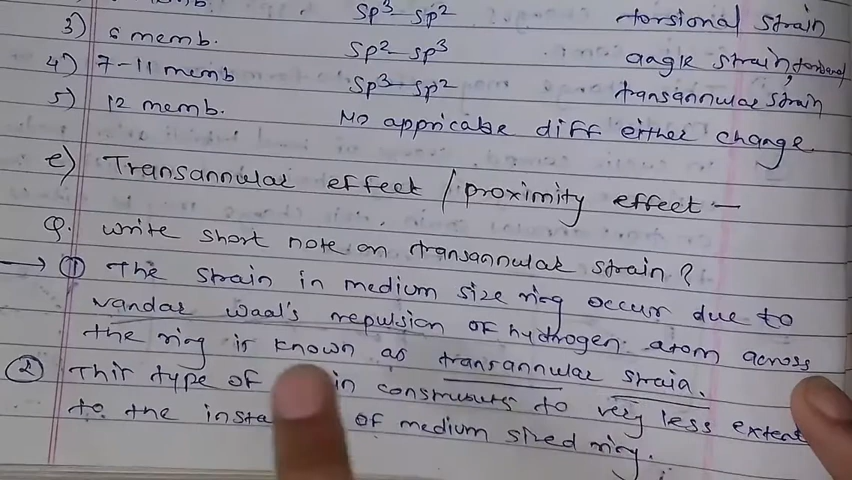 memb. sp³-sp² torsional strain
3) 6 memb. sp²-sp³ angle strain,
4) 7-11 memb sp³-sp² transannular strain
5) 12 memb. No appricable diff either change
e) Transannular effect / proximity effect —
Q. write short note on transannular strain ?
→ ① The strain in medium size ring occur due to
vandar waal's repulsion of hydrogen atom across
the ring is known as transannular strain.
② This type of in to very less extent
to the insta of medium sized ring.